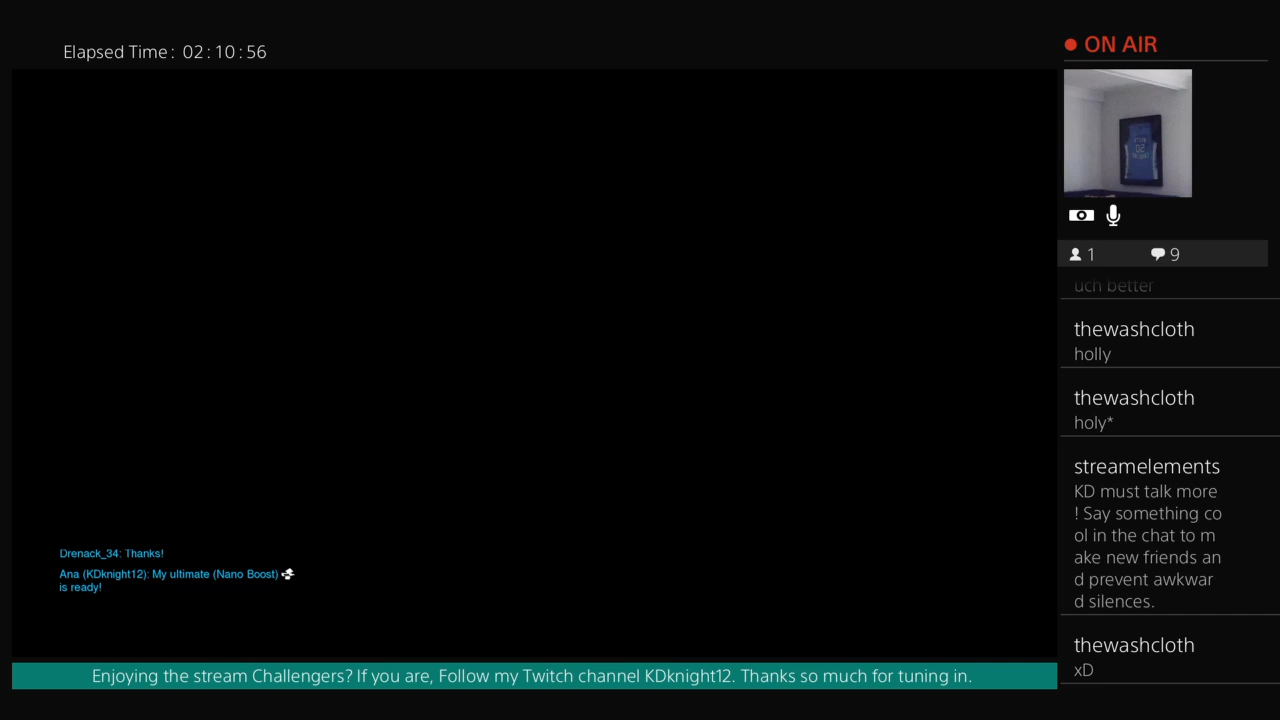 Elapsed Time: 02:10:56
ON AIR
02
1
9
uch better
thewashcloth
holly
thewashcloth
holy*
streamelements
KD must talk more
! Say something co
ol in the chat to m
ake new friends an
d prevent awkwar
d silences.
thewashcloth
xD
Drenack_34: Thanks!
Ana (KDknight12): My ultimate (Nano Boost)
is ready!
Enjoying the stream Challengers? If you are, Follow my Twitch channel KDknight12. Thanks so much for tuning in.